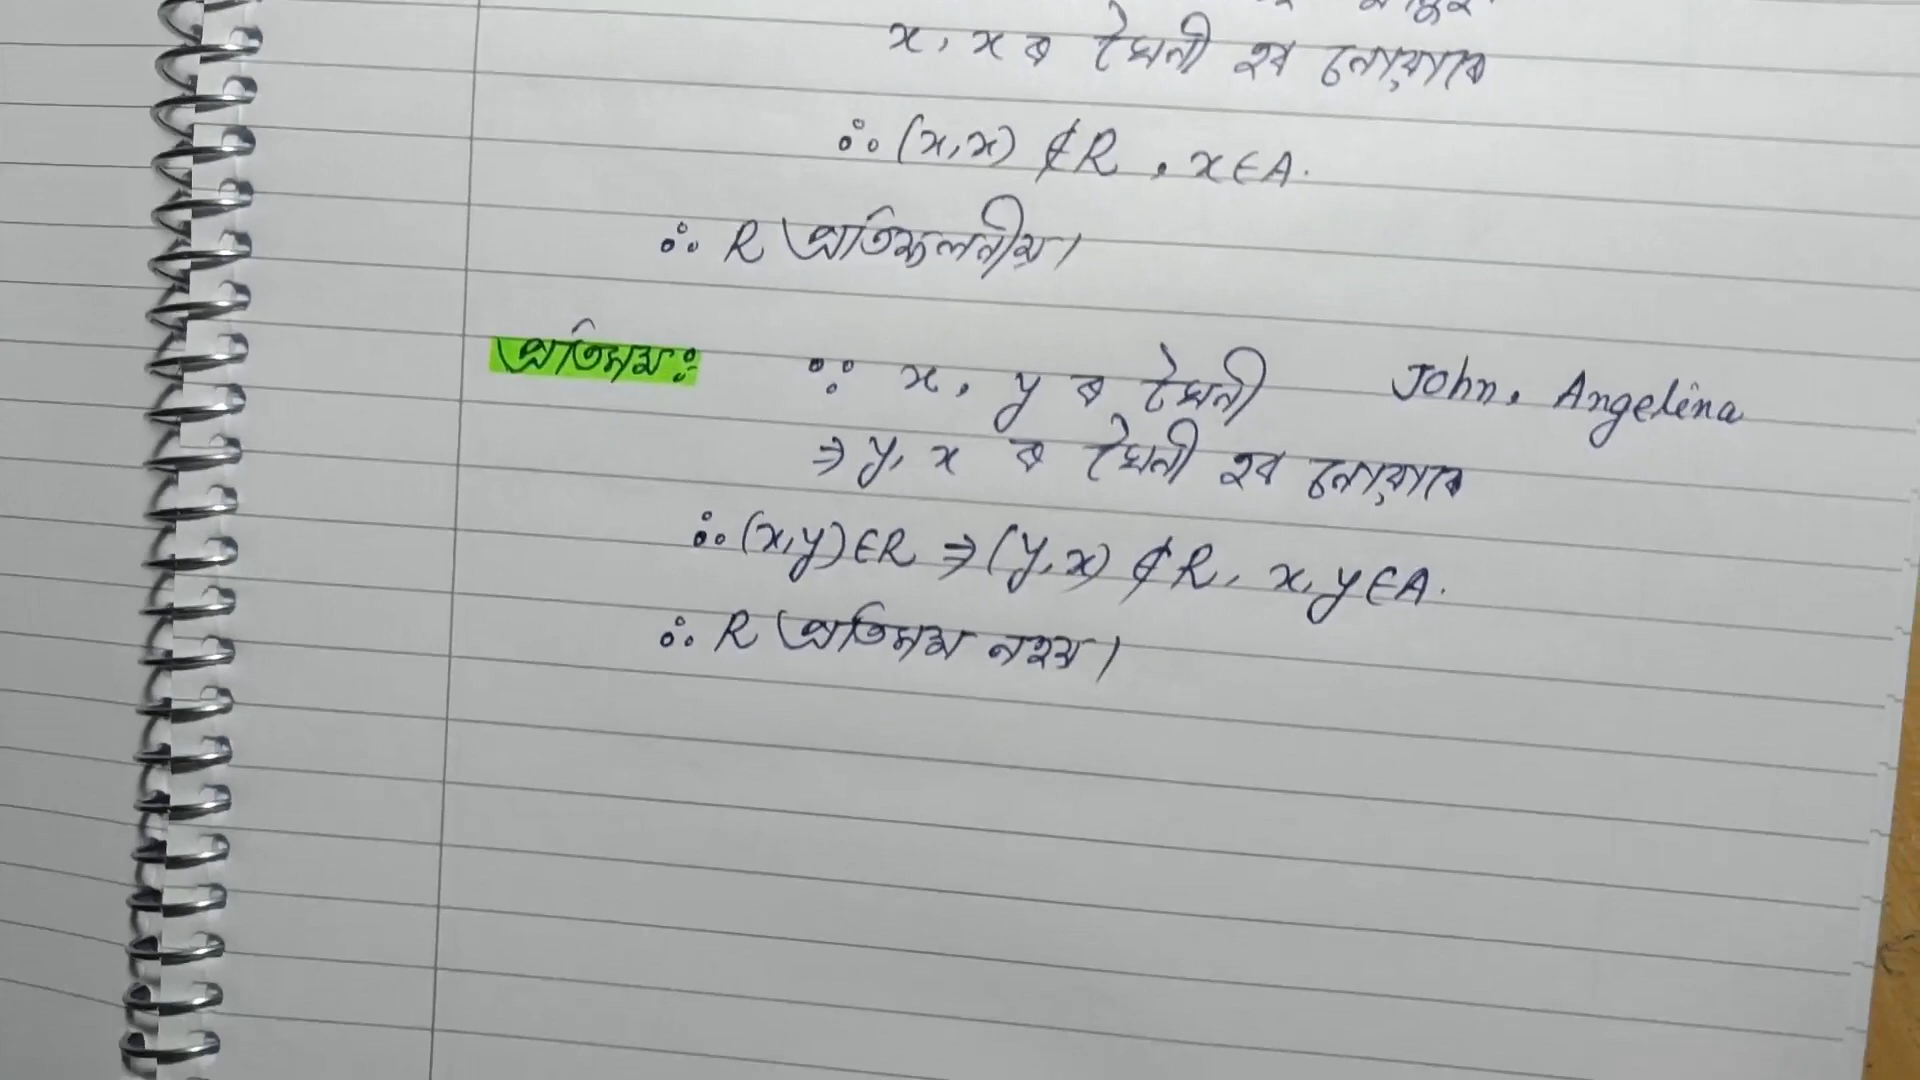 x, x ৰ ঘৈণী হব নোৱাৰে
∴ (x,x) ∉ R , x∈A.
∴ R প্ৰতিফলনীয়।
প্ৰতিসম:
∵ x, y ৰ ঘৈণী John, Angelina
⇒ y, x ৰ ঘৈণী হব নোৱাৰে
∴ (x,y)∈R ⇒ (y,x) ∉ R, x,y∈A.
∴ R প্ৰতিসম নহয়।